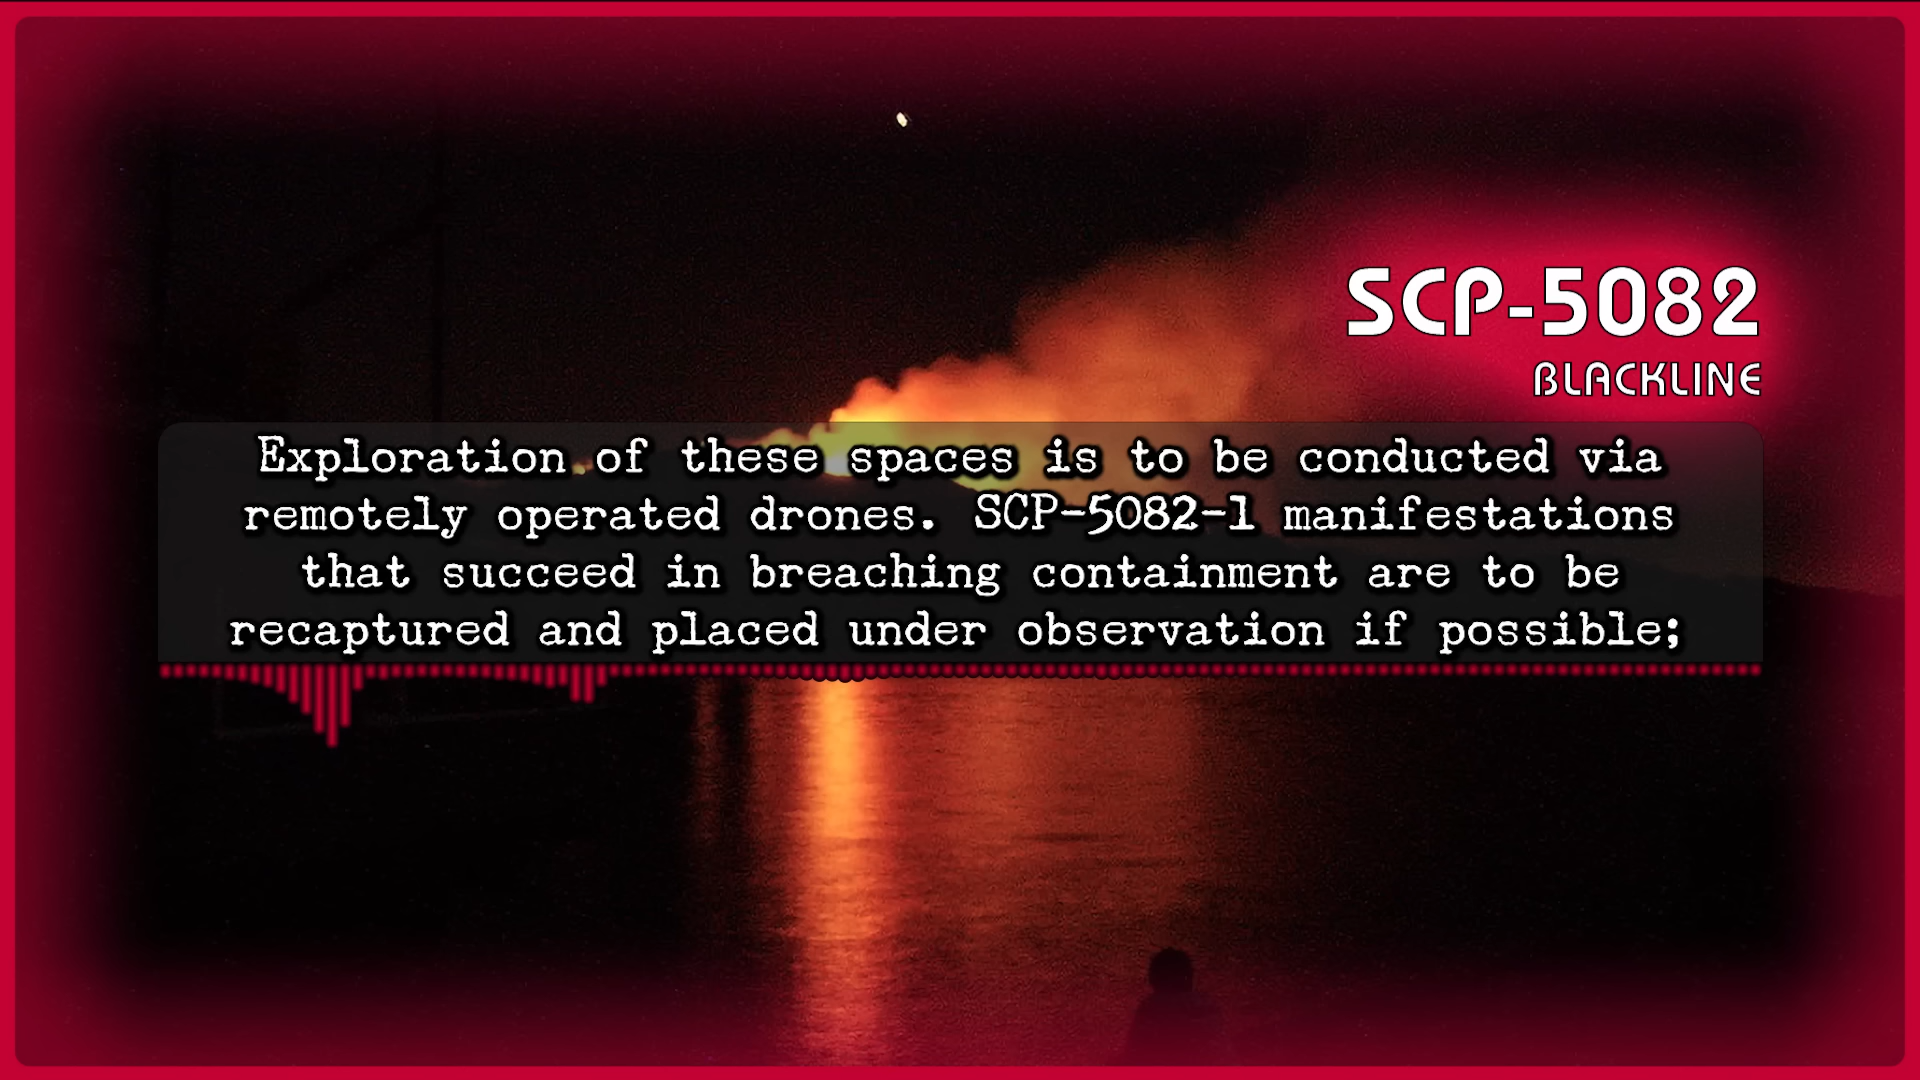 SCP-5082
BLACKLINE
Exploration of these spaces is to be conducted via
remotely operated drones. SCP-5082-1 manifestations
that succeed in breaching containment are to be
recaptured and placed under observation if possible;